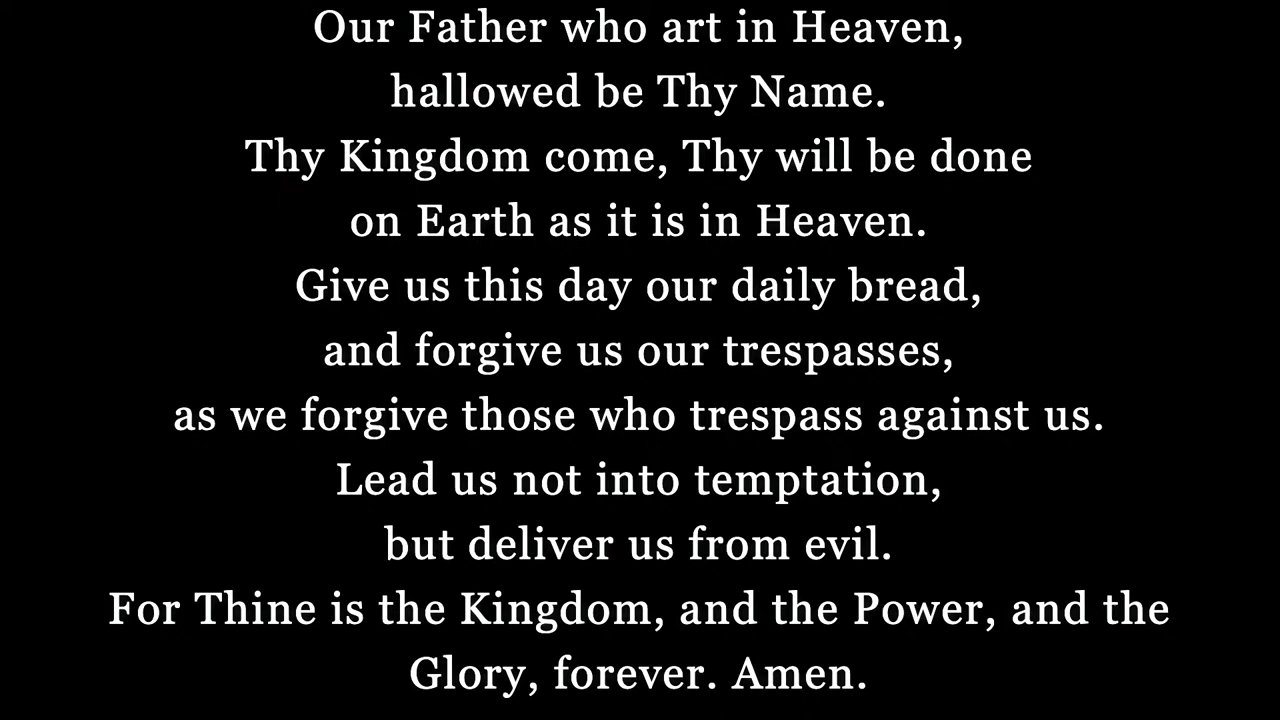 Our Father who art in Heaven,
hallowed be Thy Name.
Thy Kingdom come, Thy will be done
on Earth as it is in Heaven.
Give us this day our daily bread,
and forgive us our trespasses,
as we forgive those who trespass against us.
Lead us not into temptation,
but deliver us from evil.
For Thine is the Kingdom, and the Power, and the
Glory, forever. Amen.